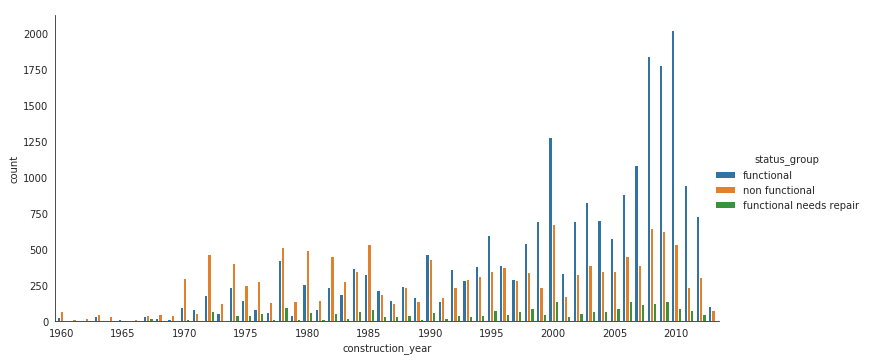 2000
1750
1500
1250
1000
750
500
250
0
count
1960 1965 1970 1975 1980 1985 1990 1995 2000 2005 2010
construction_year
status_group
functional
non functional
functional needs repair